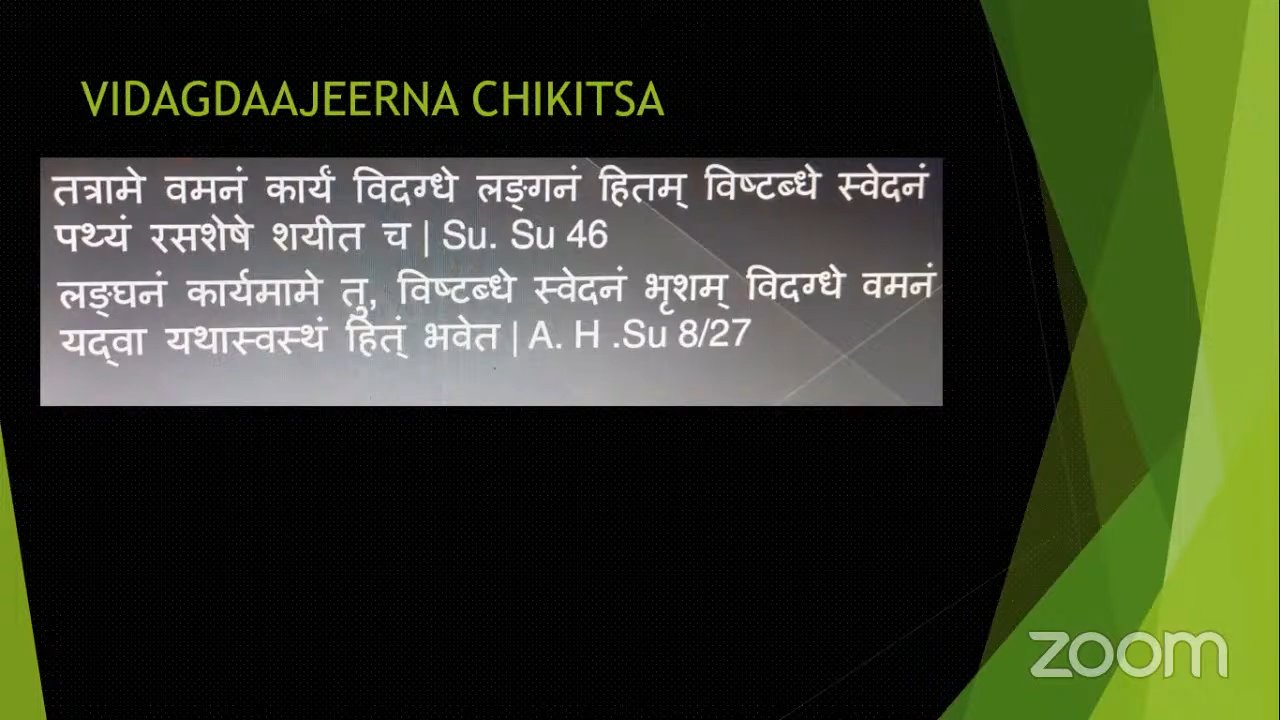 VIDAGDAAJEERNA CHIKITSA
तत्रामे वमनं कार्यं विदग्धे लङ्गनं हितम् विष्टब्धे स्वेदनं
पथ्यं रसशेषे शयीत च | Su. Su 46
लङ्घनं कार्यमामे तु, विष्टब्धे स्वेदनं भृशम् विदग्धे वमनं
यद्वा यथास्वस्थं हितं् भवेत | A. H .Su 8/27
zoom